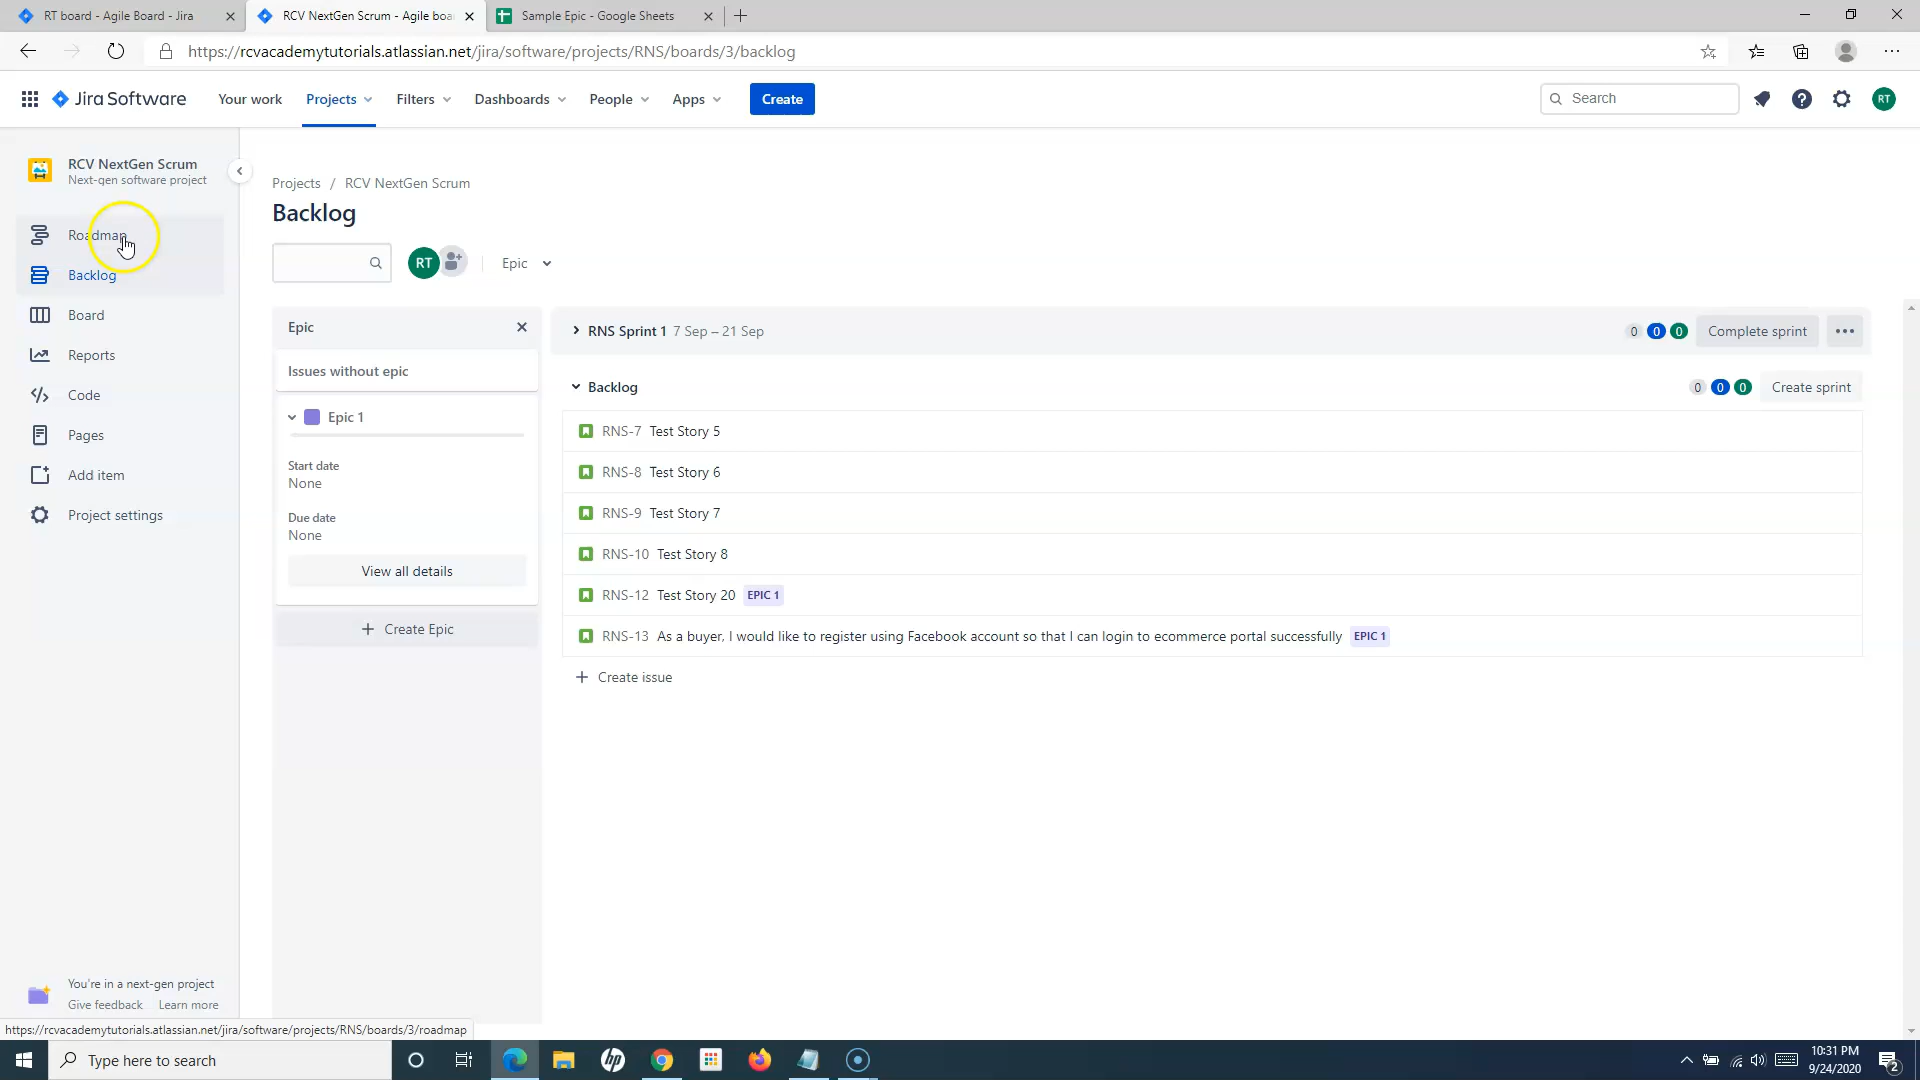 RT board - Agile Board - Jira
RCV NextGen Scrum - Agile boa
Sample Epic - Google Sheets
https://rcvacademytutorials.atlassian.net/jira/software/projects/RNS/boards/3/backlog
Jira Software
Your work
Projects
Filters
Dashboards
People
Apps
Create
Search
RT
RCV NextGen Scrum
Next-gen software project
Roadmap
Backlog
Board
Reports
Code
Pages
Add item
Project settings
You're in a next-gen project
Give feedback Learn more
https://rcvacademytutorials.atlassian.net/jira/software/projects/RNS/boards/3/roadmap
Projects / RCV NextGen Scrum
Backlog
RT
Epic
Epic
Issues without epic
Epic 1
Start date
None
Due date
None
View all details
Create Epic
RNS Sprint 1 7 Sep – 21 Sep
0 0 0 Complete sprint
Backlog
0 0 0 Create sprint
RNS-7 Test Story 5
RNS-8 Test Story 6
RNS-9 Test Story 7
RNS-10 Test Story 8
RNS-12 Test Story 20 EPIC 1
RNS-13 As a buyer, I would like to register using Facebook account so that I can login to ecommerce portal successfully EPIC 1
Create issue
Type here to search
hp
10:31 PM
9/24/2020
2